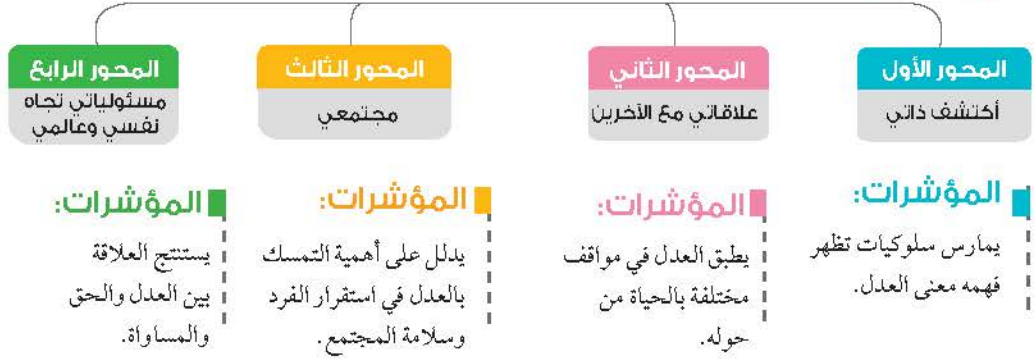 المحور الأول
أكتشف ذاتي
المؤشرات:
يمارس سلوكيات تظهر
فهمه معنى العدل.
المحور الثاني
علاقاتي مع الآخرين
المؤشرات:
يطبق العدل في مواقف
مختلفة بالحياة من
حوله.
المحور الثالث
مجتمعي
المؤشرات:
يدلل على أهمية التمسك
بالعدل في استقرار الفرد
وسلامة المجتمع.
المحور الرابع
مسئولياتي تجاه
نفسي وعالمي
المؤشرات:
يستنتج العلاقة
بين العدل والحق
والمساواة.